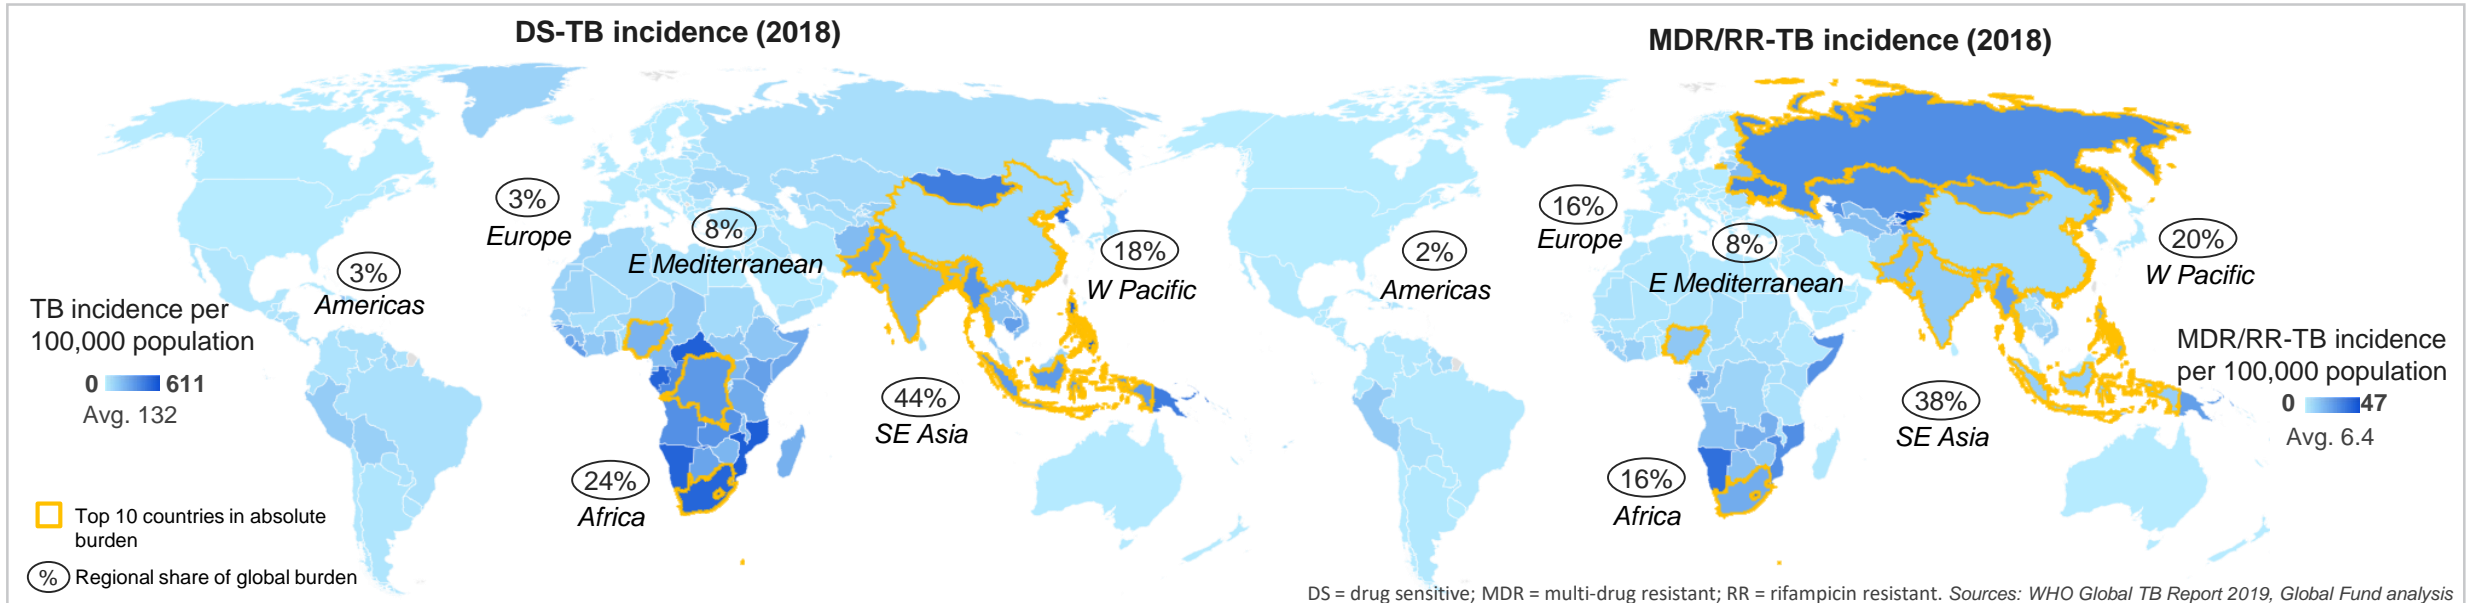 DS-TB incidence (2018)
3%
Europe
8%
E Mediterranean
3%
Americas
18%
W Pacific
TB incidence per
100,000 population
0 611
Avg. 132
44%
SE Asia
24%
Africa
Top 10 countries in absolute
burden
% Regional share of global burden
MDR/RR-TB incidence (2018)
16%
Europe
8%
E Mediterranean
2%
Americas
20%
W Pacific
MDR/RR-TB incidence
per 100,000 population
0 47
Avg. 6.4
38%
SE Asia
16%
Africa
DS = drug sensitive; MDR = multi-drug resistant; RR = rifampicin resistant. Sources: WHO Global TB Report 2019, Global Fund analysis